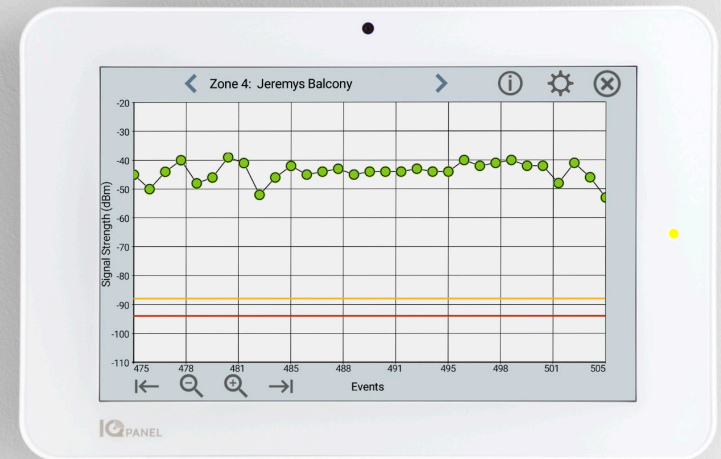 Zone 4: Jeremys Balcony
i
-20
-30
-40
-50
-60
-70
-80
-90
-100
-110
Signal Strength (dBm)
475 478 481 485 488 491 495 498 501 505
Events
IQ PANEL